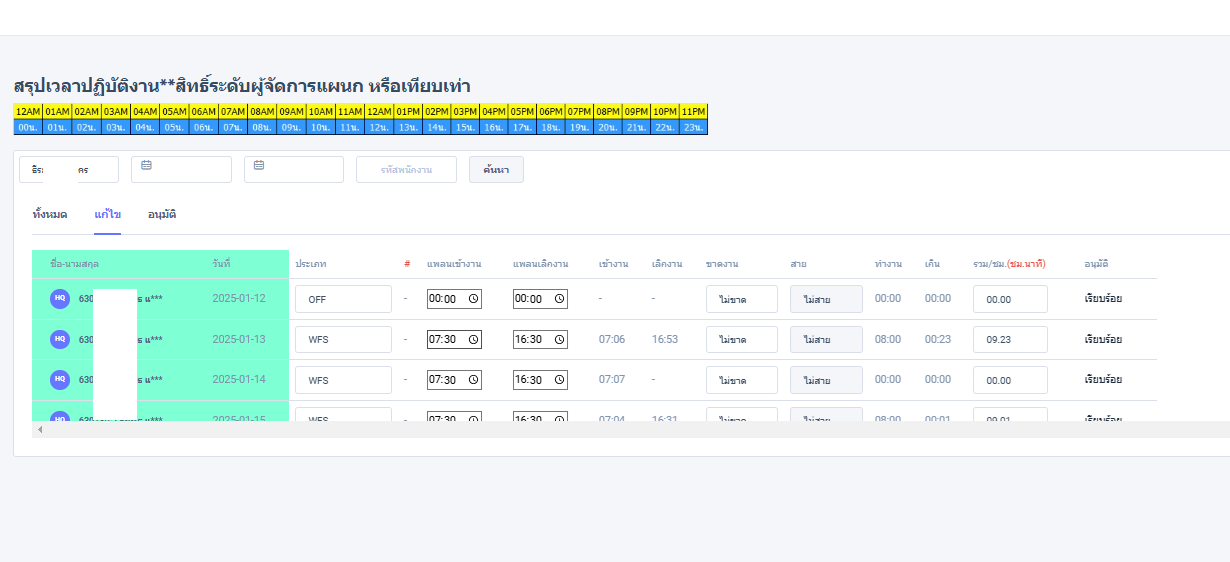 สรุปเวลาปฏิบัติงาน**สิทธิ์ระดับผู้จัดการแผนก หรือเทียบเท่า
12AM 01AM 02AM 03AM 04AM 05AM 06AM 07AM 08AM 09AM 10AM 11AM 12AM 01PM 02PM 03PM 04PM 05PM 06PM 07PM 08PM 09PM 10PM 11PM
00น. 01น. 02น. 03น. 04น. 05น. 06น. 07น. 08น. 09น. 10น. 11น. 12น. 13น. 14น. 15น. 16น. 17น. 18น. 19น. 20น. 21น. 22น. 23น.
รหัสพนักงาน ค้นหา
ทั้งหมด แก้ไข อนุมัติ
ชื่อ-นามสกุล วันที่ ประเภท # แพลนเข้างาน แพลนเลิกงาน เข้างาน เลิกงาน ขาดงาน สาย ทำงาน เกิน รวม/ชม.(ชม.นาที) อนุมัติ
HQ 630 ธ แ*** 2025-01-12 OFF - 00:00 00:00 - - ไม่ขาด ไม่สาย 00:00 00:00 00.00 เรียบร้อย
HQ 630 ธ แ*** 2025-01-13 WFS - 07:30 16:30 07:06 16:53 ไม่ขาด ไม่สาย 08:00 00:23 09.23 เรียบร้อย
HQ 630 ธ แ*** 2025-01-14 WFS - 07:30 16:30 07:07 - ไม่ขาด ไม่สาย 00:00 00:00 00.00 เรียบร้อย
HQ 2025-01-15 WFS - 07:30 16:30 07:04 16:31 ไม่ขาด ไม่สาย 08:00 00:01 09.01 เรียบร้อย